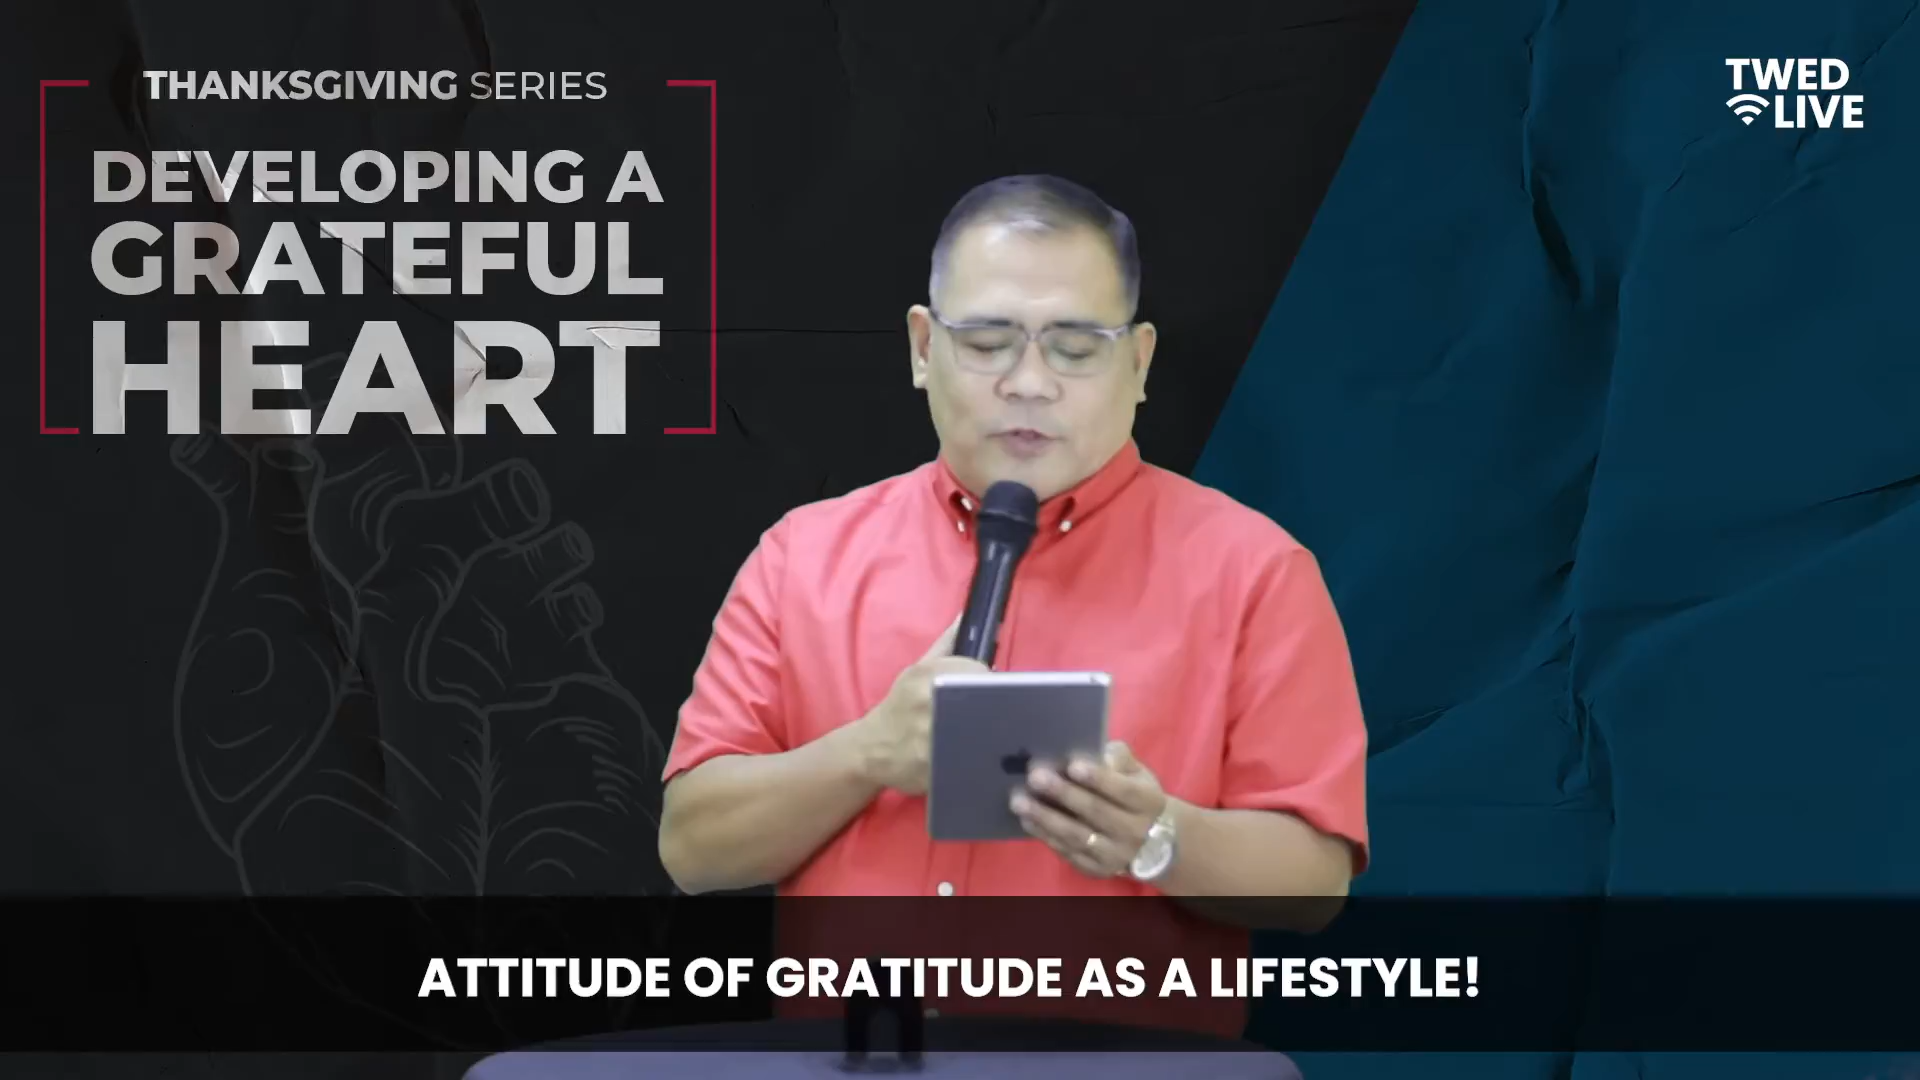 THANKSGIVING SERIES
DEVELOPING A
GRATEFUL
HEART
TWED
LIVE
ATTITUDE OF GRATITUDE AS A LIFESTYLE!